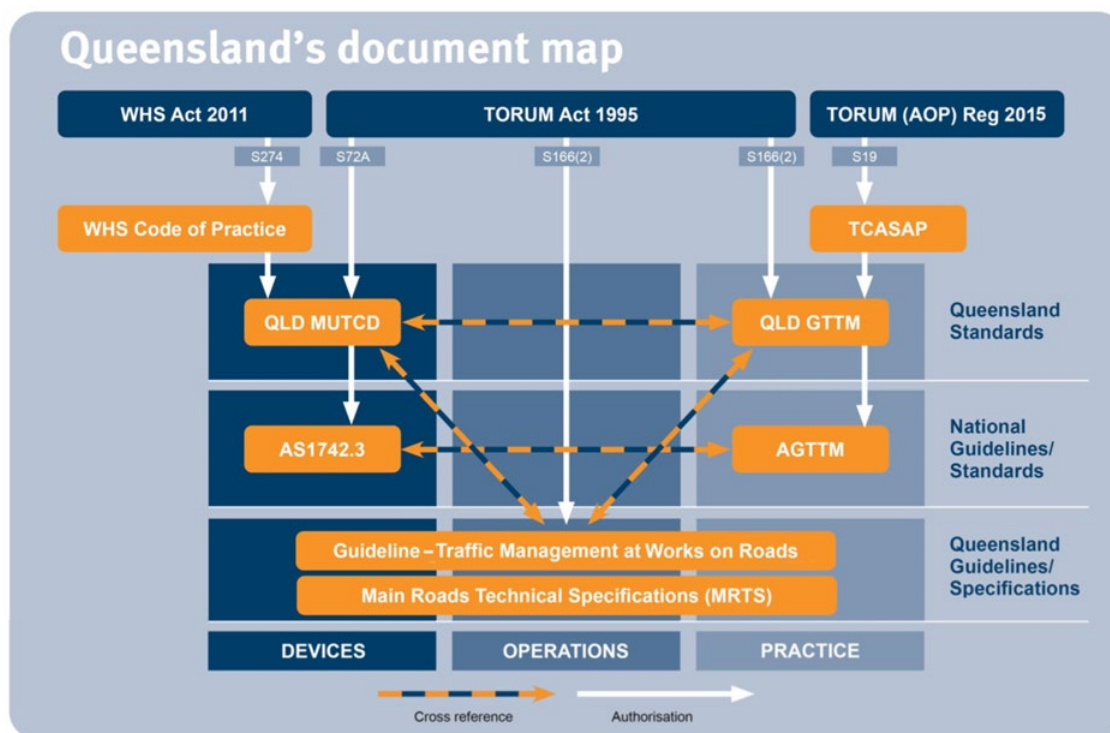 Queensland's document map
WHS Act 2011
TORUM Act 1995
TORUM (AOP) Reg 2015
S274
S72A
S166(2)
S166(2)
S19
WHS Code of Practice
TCASAP
QLD MUTCD
QLD GTTM
Queensland
Standards
AS1742.3
AGTTM
National
Guidelines/
Standards
Guideline – Traffic Management at Works on Roads
Main Roads Technical Specifications (MRTS)
Queensland
Guidelines/
Specifications
DEVICES
OPERATIONS
PRACTICE
Cross reference
Authorisation